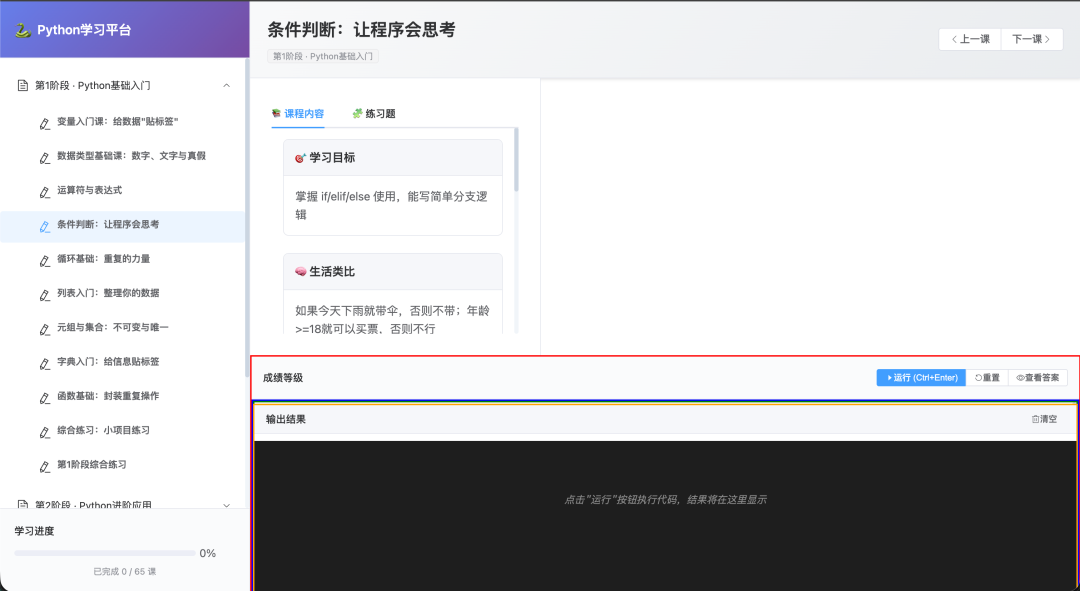 Python学习平台
第1阶段 · Python基础入门
变量入门课：给数据"贴标签"
数据类型基础课：数字、文字与真假
运算符与表达式
条件判断：让程序会思考
循环基础：重复的力量
列表入门：整理你的数据
元组与集合：不可变与唯一
字典入门：给信息贴标签
函数基础：封装重复操作
综合练习：小项目练习
第1阶段综合练习
第2阶段 · Python进阶应用
学习进度
0%
已完成 0 / 65 课
条件判断：让程序会思考
第1阶段 · Python基础入门
上一课
下一课
课程内容
练习题
学习目标
掌握 if/elif/else 使用，能写简单分支逻
辑
生活类比
如果今天下雨就带伞，否则不带；年龄
>=18就可以买票，否则不行
成绩等级
运行 (Ctrl+Enter)
重置
查看答案
输出结果
清空
点击"运行"按钮执行代码，结果将在这里显示